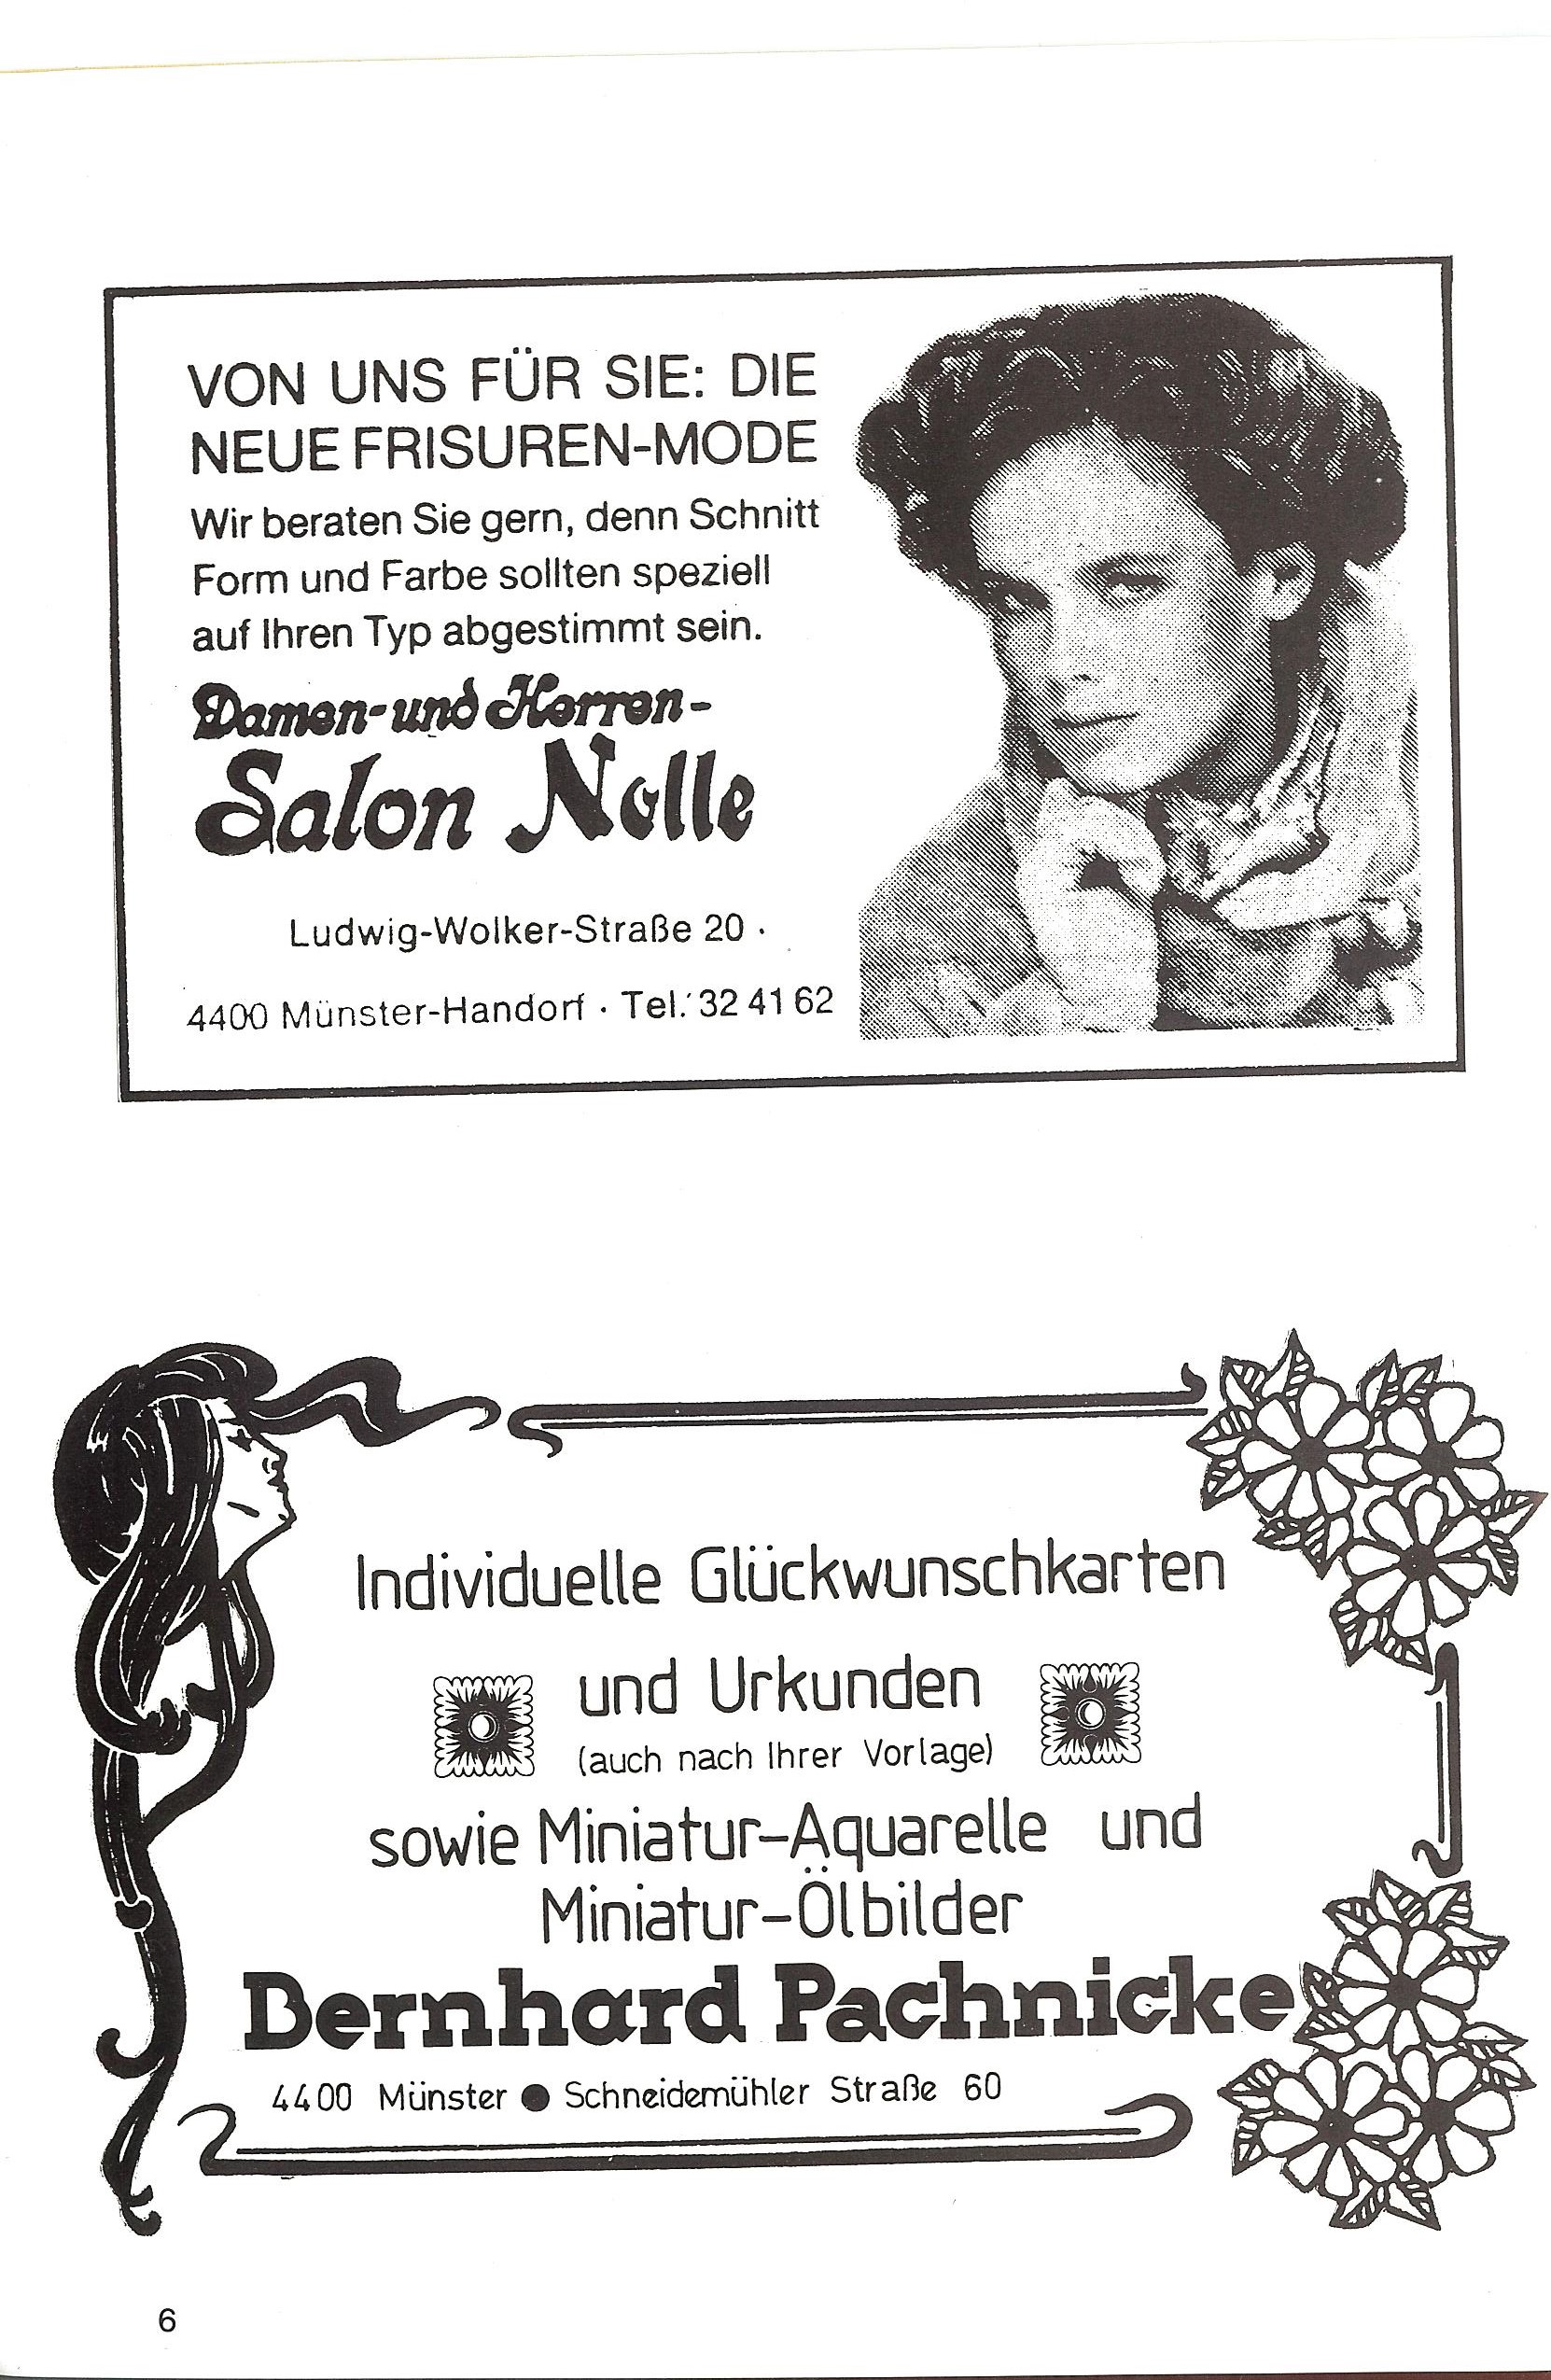 VON UNS FÜR SIE: DIE
NEUE FRISUREN-MODE
Wir beraten Sie gern, denn Schnitt
Form und Farbe sollten speziell
auf Ihren Typ abgestimmt sein.
Damen- und Herren-
Salon Nolle
Ludwig-Wolker-Straße 20 ·
4400 Münster-Handorf · Tel.: 32 41 62
Individuelle Glückwunschkarten
und Urkunden
(auch nach Ihrer Vorlage)
sowie Miniatur-Aquarelle und
Miniatur-Ölbilder
Bernhard Pachnicke
4400 Münster ● Schneidemühler Straße 60
6